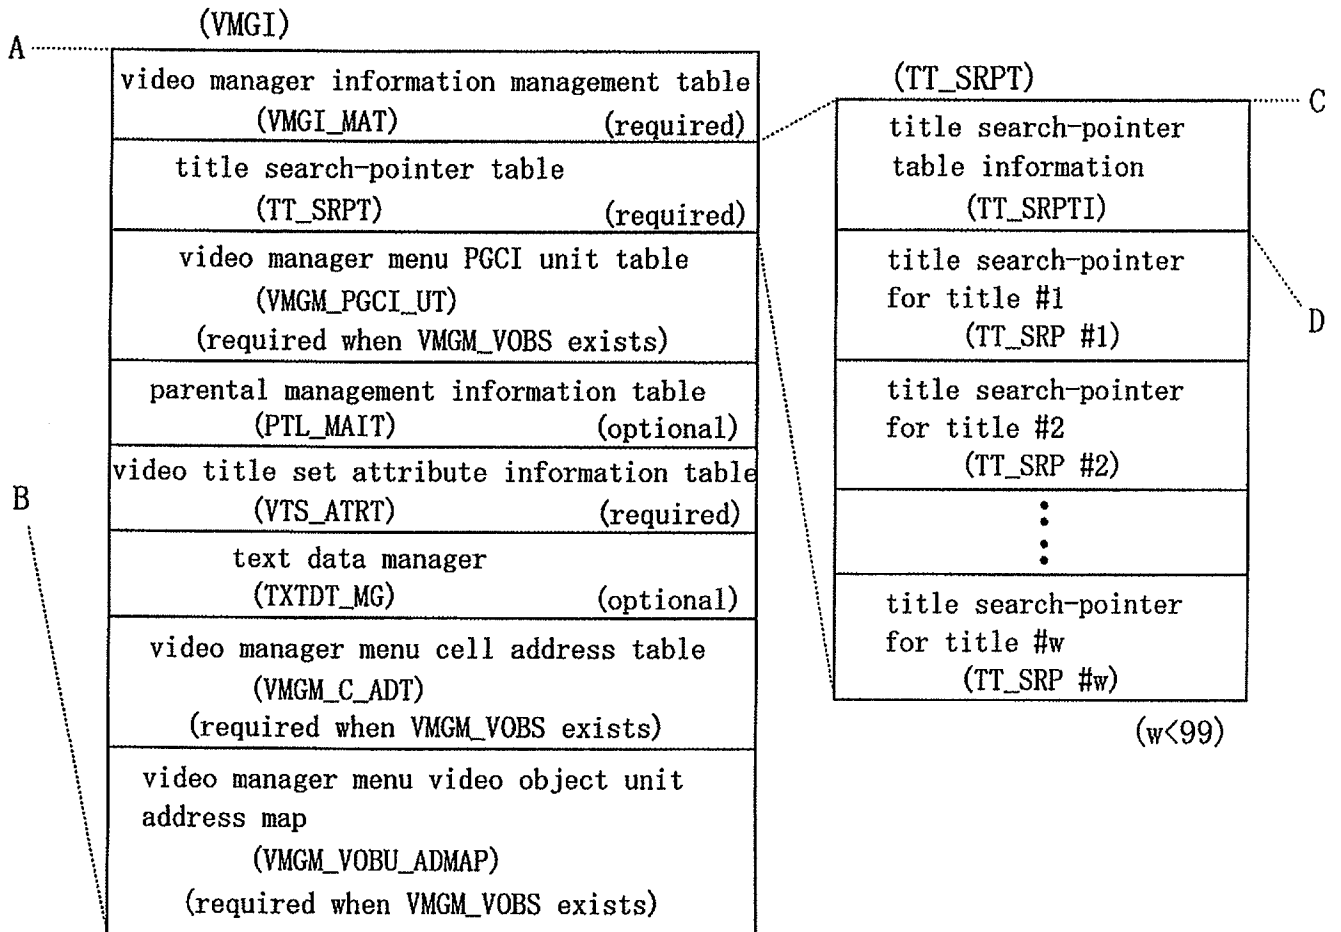 (VMGI)
A
video manager information management table
(VMGI_MAT) (required)
title search-pointer table
(TT_SRPT) (required)
video manager menu PGCI unit table
(VMGM_PGCI_UT)
(required when VMGM_VOBS exists)
parental management information table
(PTL_MAIT) (optional)
video title set attribute information table
B
(VTS_ATRT) (required)
text data manager
(TXTDT_MG) (optional)
video manager menu cell address table
(VMGM_C_ADT)
(required when VMGM_VOBS exists)
video manager menu video object unit
address map
(VMGM_VOBU_ADMAP)
(required when VMGM_VOBS exists)
(TT_SRPT)
C
title search-pointer
table information
(TT_SRPTI)
title search-pointer
for title #1
D
(TT_SRP #1)
title search-pointer
for title #2
(TT_SRP #2)
title search-pointer
for title #w
(TT_SRP #w)
(w<99)